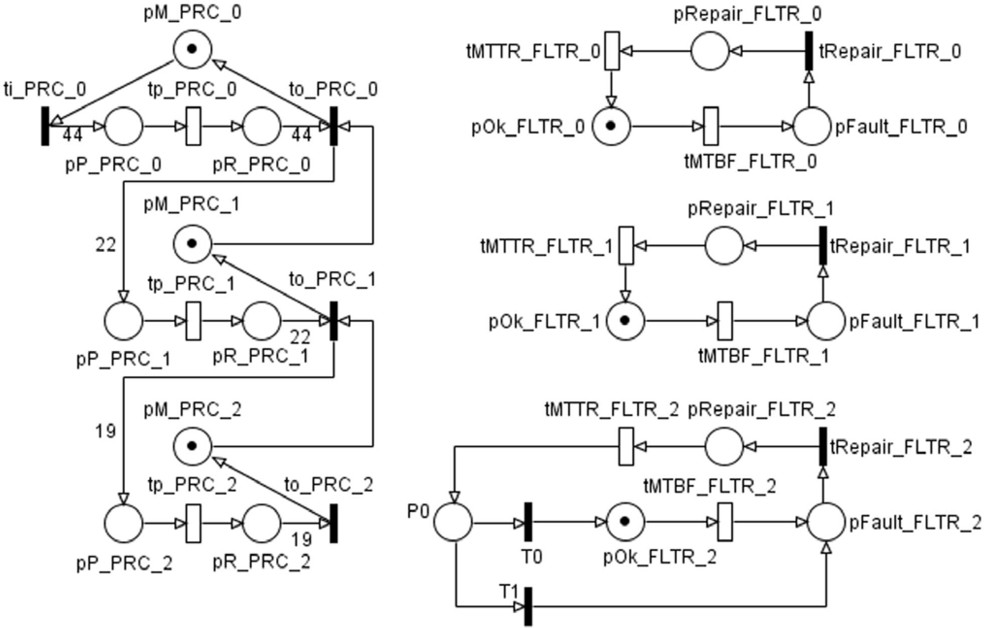 pM_PRC_0
ti_PRC_0
tp_PRC_0
to_PRC_0
44
44
pP_PRC_0
pR_PRC_0
pM_PRC_1
22
tp_PRC_1
to_PRC_1
22
pP_PRC_1
pR_PRC_1
pM_PRC_2
19
tp_PRC_2
to_PRC_2
19
pP_PRC_2
pR_PRC_2
pRepair_FLTR_0
tMTTR_FLTR_0
tRepair_FLTR_0
pOk_FLTR_0
pFault_FLTR_0
tMTBF_FLTR_0
pRepair_FLTR_1
tMTTR_FLTR_1
tRepair_FLTR_1
pOk_FLTR_1
pFault_FLTR_1
tMTBF_FLTR_1
tMTTR_FLTR_2
pRepair_FLTR_2
tRepair_FLTR_2
tMTBF_FLTR_2
P0
pFault_FLTR_2
T0
pOk_FLTR_2
T1